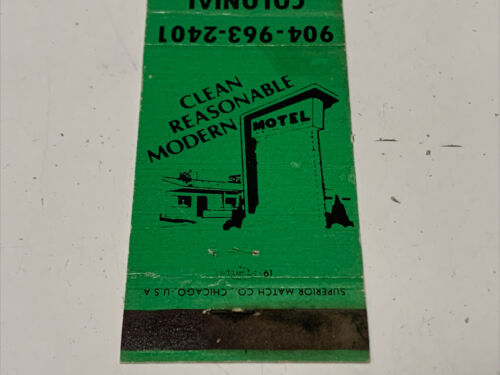 COLONIAL
904-963-2401
CLEAN
REASONABLE
MODERN
MOTEL
SUPERIOR MATCH CO., CHICAGO, U.S.A